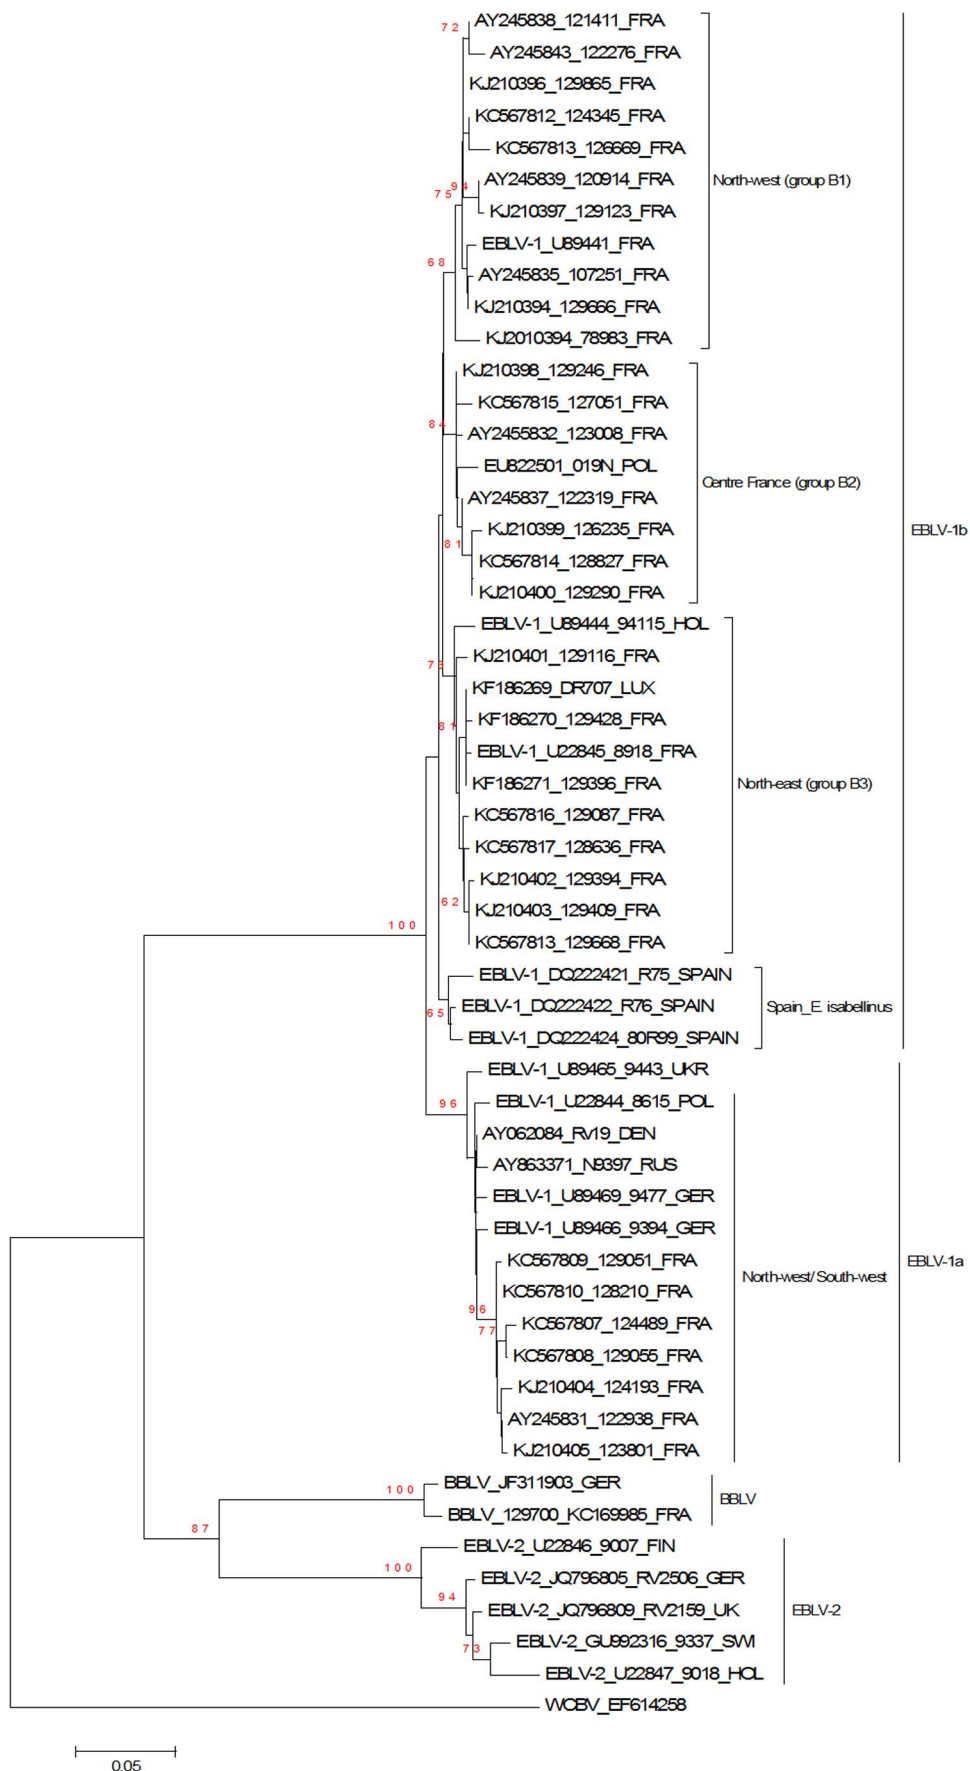 72
AY245838_121411_FRA
AY245843_122276_FRA
KJ210396_129865_FRA
KC567812_124345_FRA
KC567813_126669_FRA
94
75
AY245839_120914_FRA
North-west (group B1)
KJ210397_129123_FRA
EBLV-1_U89441_FRA
68
AY245835_107251_FRA
KJ210394_129666_FRA
KJ2010394_78983_FRA
KJ210398_129246_FRA
KC567815_127051_FRA
84
AY2455832_123008_FRA
EU822501_019N_POL
Centre France (group B2)
AY245837_122319_FRA
KJ210399_126235_FRA
EBLV-1b
81
KC567814_128827_FRA
KJ210400_129290_FRA
EBLV-1_U89444_94115_HOL
73
KJ210401_129116_FRA
KF186269_DR707_LUX
81
KF186270_129428_FRA
EBLV-1_U22845_8918_FRA
KF186271_129396_FRA
North-east (group B3)
KC567816_129087_FRA
KC567817_128636_FRA
KJ210402_129394_FRA
62
KJ210403_129409_FRA
100
KC567813_129668_FRA
EBLV-1_DQ222421_R75_SPAIN
65
EBLV-1_DQ222422_R76_SPAIN
Spain_E. isabellinus
EBLV-1_DQ222424_80R99_SPAIN
EBLV-1_U89465_9443_UKR
96
EBLV-1_U22844_8615_POL
AY062084_Rv19_DEN
AY863371_N9397_RUS
EBLV-1_U89469_9477_GER
EBLV-1_U89466_9394_GER
KC567809_129051_FRA
EBLV-1a
North-west/South-west
KC567810_128210_FRA
96
KC567807_124489_FRA
77
KC567808_129055_FRA
KJ210404_124193_FRA
AY245831_122938_FRA
KJ210405_123801_FRA
BBLV_JF311903_GER
100
BBLV
BBLV_129700_KC169985_FRA
87
EBLV-2_U22846_9007_FIN
100
EBLV-2_JQ796805_RV2506_GER
94
EBLV-2_JQ796809_RV2159_UK
EBLV-2
EBLV-2_GU992316_9337_SWI
73
EBLV-2_U22847_9018_HOL
WCBV_EF614258
0.05